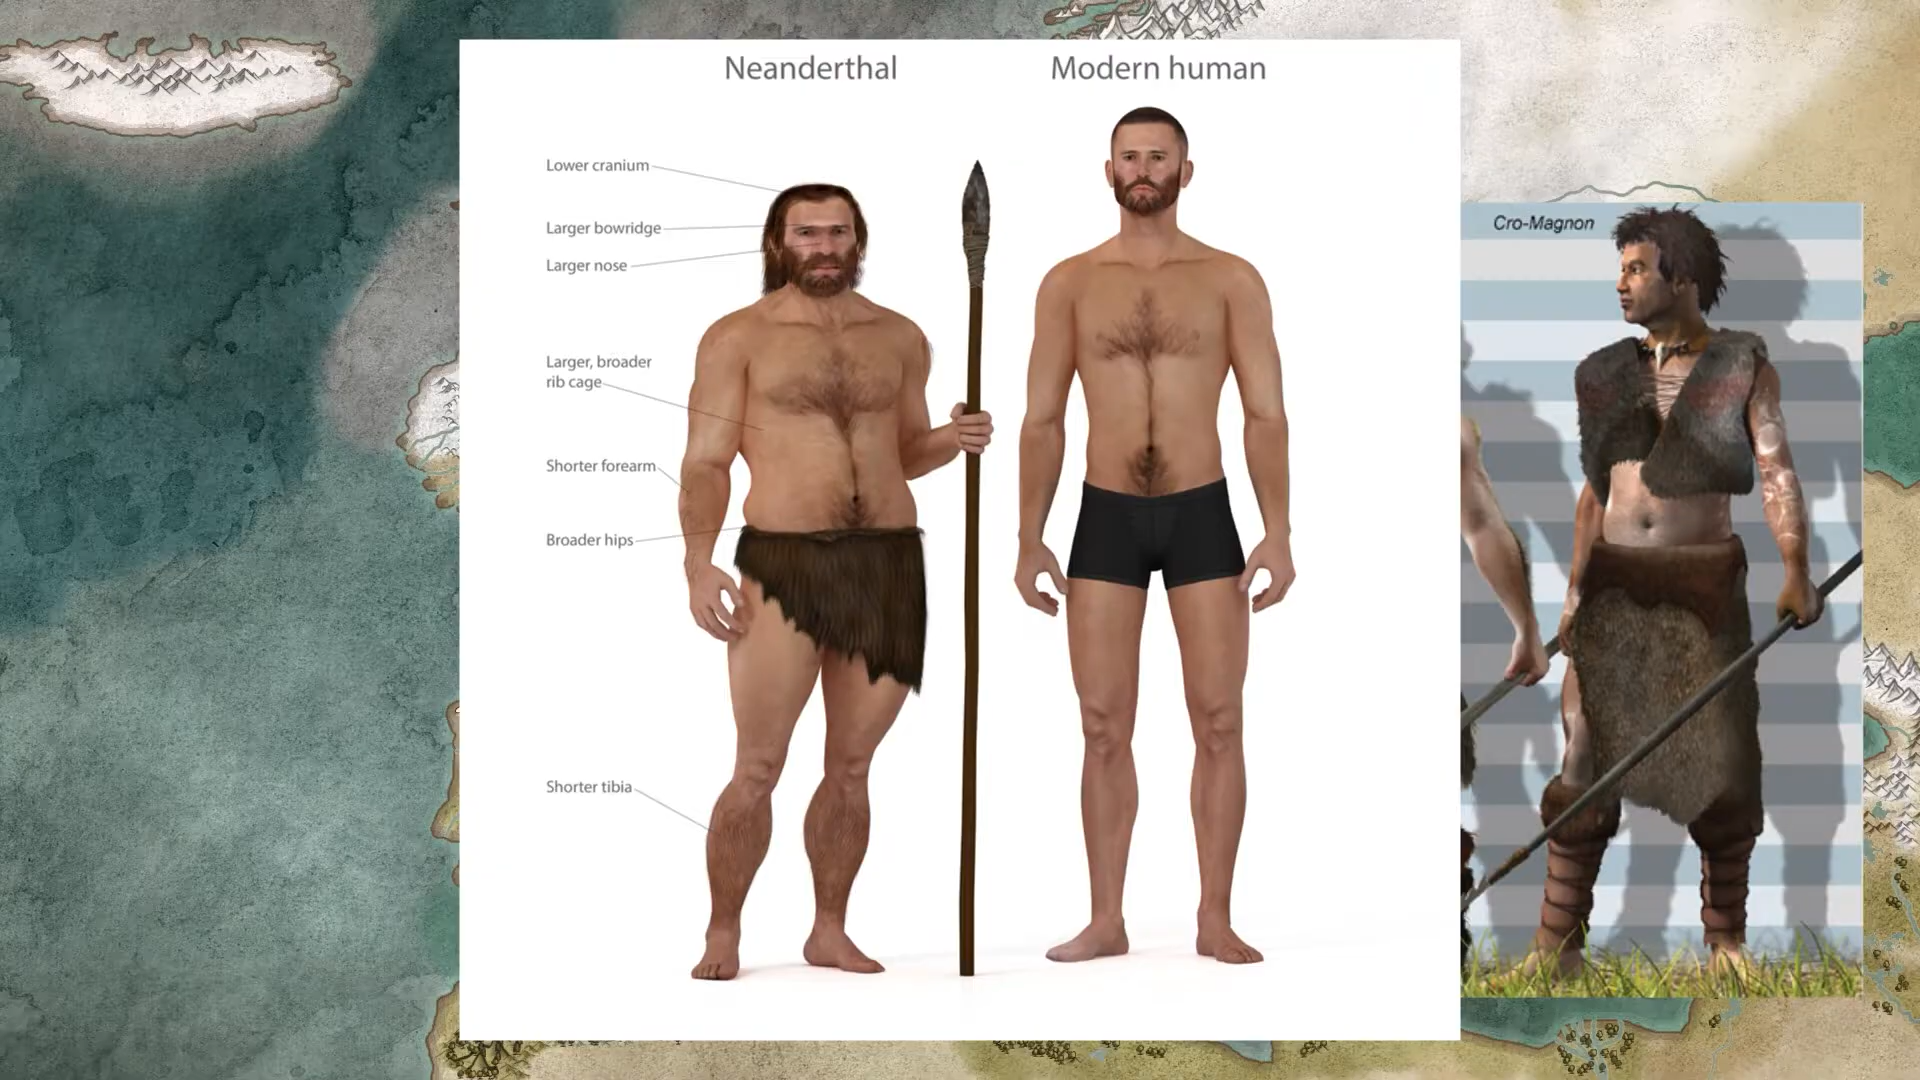 Neanderthal
Modern human
Lower cranium
Larger bowridge
Larger nose
Larger, broader
rib cage
Shorter forearm
Broader hips
Shorter tibia
Cro-Magnon